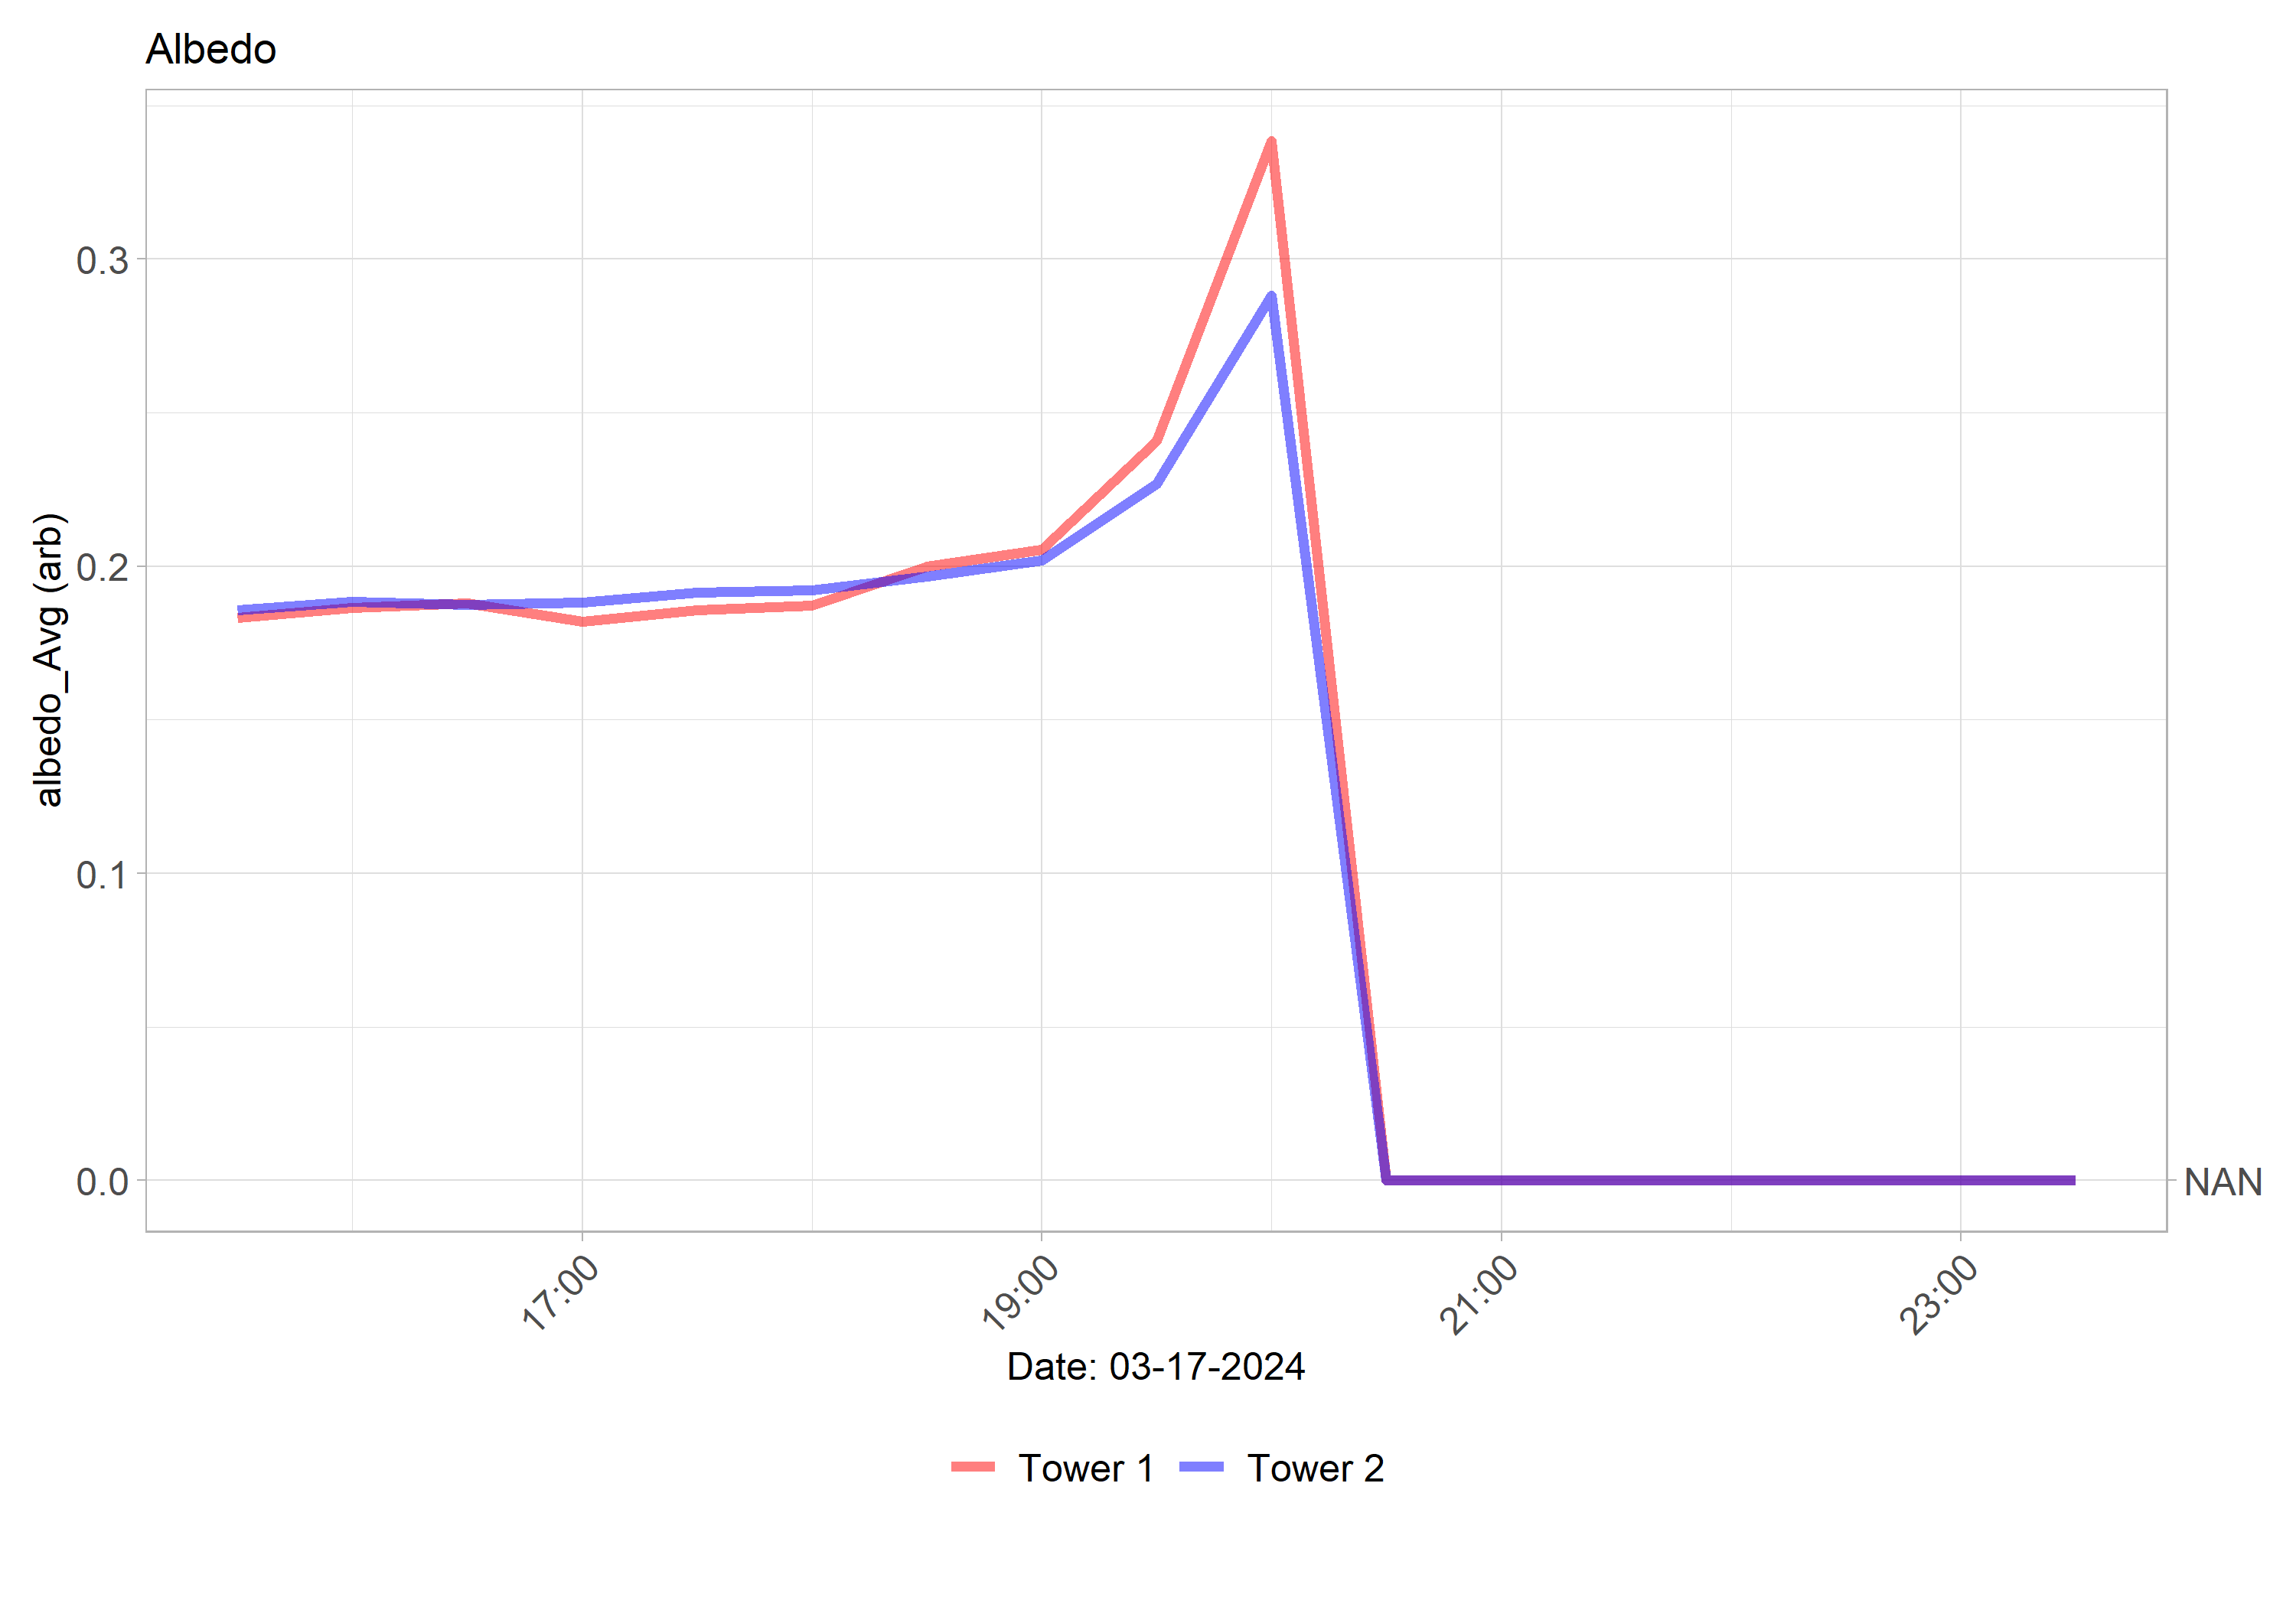 Albedo
albedo_Avg (arb)
0.3
0.2
0.1
0.0
NAN
17:00
19:00
21:00
23:00
Date: 03-17-2024
Tower 1
Tower 2